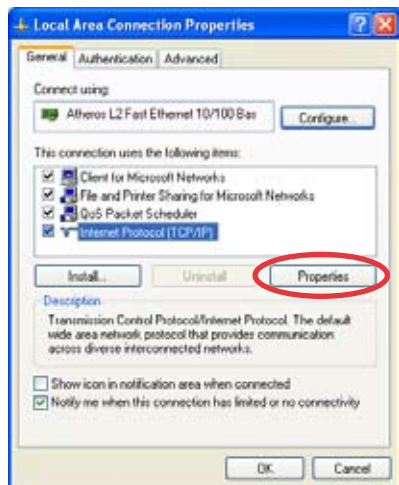 Local Area Connection Properties
General Authentication Advanced
Connect using:
Atheros L2 Fast Ethernet 10/100 Bas Configure...
This connection uses the following items:
Client for Microsoft Networks
File and Printer Sharing for Microsoft Networks
QoS Packet Scheduler
Internet Protocol (TCP/IP)
Install... Uninstall Properties
Description
Transmission Control Protocol/Internet Protocol. The default
wide area network protocol that provides communication
across diverse interconnected networks.
Show icon in notification area when connected
Notify me when this connection has limited or no connectivity
OK Cancel